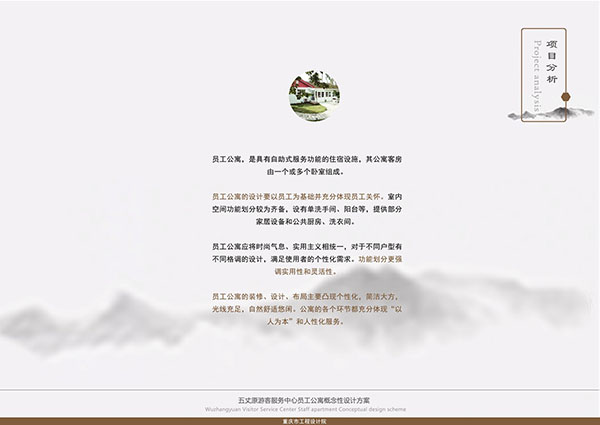 项目分析
Project analysis
员工公寓，是具有自助式服务功能的住宿设施，其公寓客房
由一个或多个卧室组成。
员工公寓的设计要以员工为基础并充分体现员工关怀。室内
空间功能划分较为齐备，设有单洗手间、阳台等，提供部分
家居设备和公共厨房、洗衣间。
员工公寓应将时尚气息、实用主义相统一，对于不同户型有
不同格调的设计，满足使用者的个性化需求。功能划分更强
调实用性和灵活性。
员工公寓的装修、设计、布局主要凸现个性化，简洁大方，
光线充足，自然舒适悠闲。公寓的各个环节都充分体现“以
人为本”和人性化服务。
五丈原游客服务中心员工公寓概念性设计方案
Wuzhangyuan Visitor Service Center Staff apartment Conceptual design scheme
重庆市工程设计院